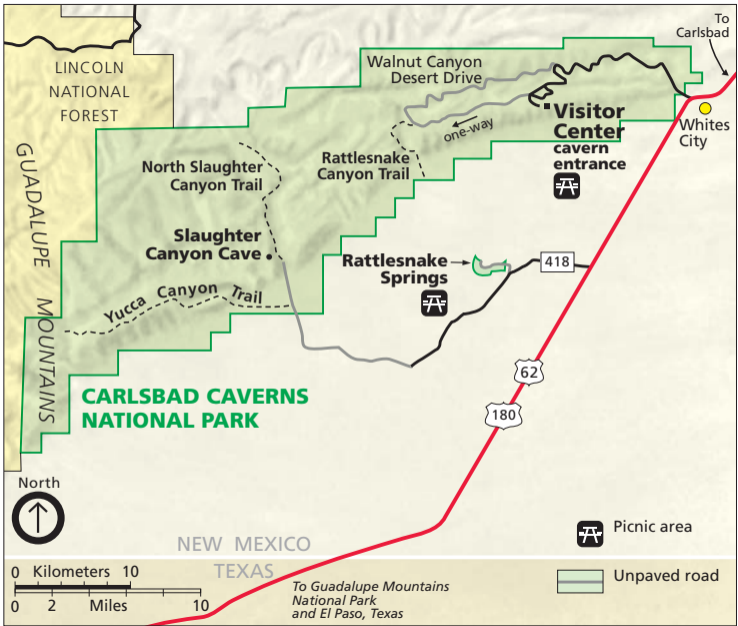 To
Carlsbad
LINCOLN
NATIONAL
FOREST
Walnut Canyon
Desert Drive
one-way
Visitor
Center
cavern
entrance
Whites
City
GUADALUPE MOUNTAINS
North Slaughter
Canyon Trail
Rattlesnake
Canyon Trail
Slaughter
Canyon Cave
Rattlesnake
Springs
418
Yucca Canyon Trail
62
180
CARLSBAD CAVERNS
NATIONAL PARK
North
NEW MEXICO
TEXAS
Picnic area
Unpaved road
0 Kilometers 10
0 2 Miles 10
To Guadalupe Mountains
National Park
and El Paso, Texas